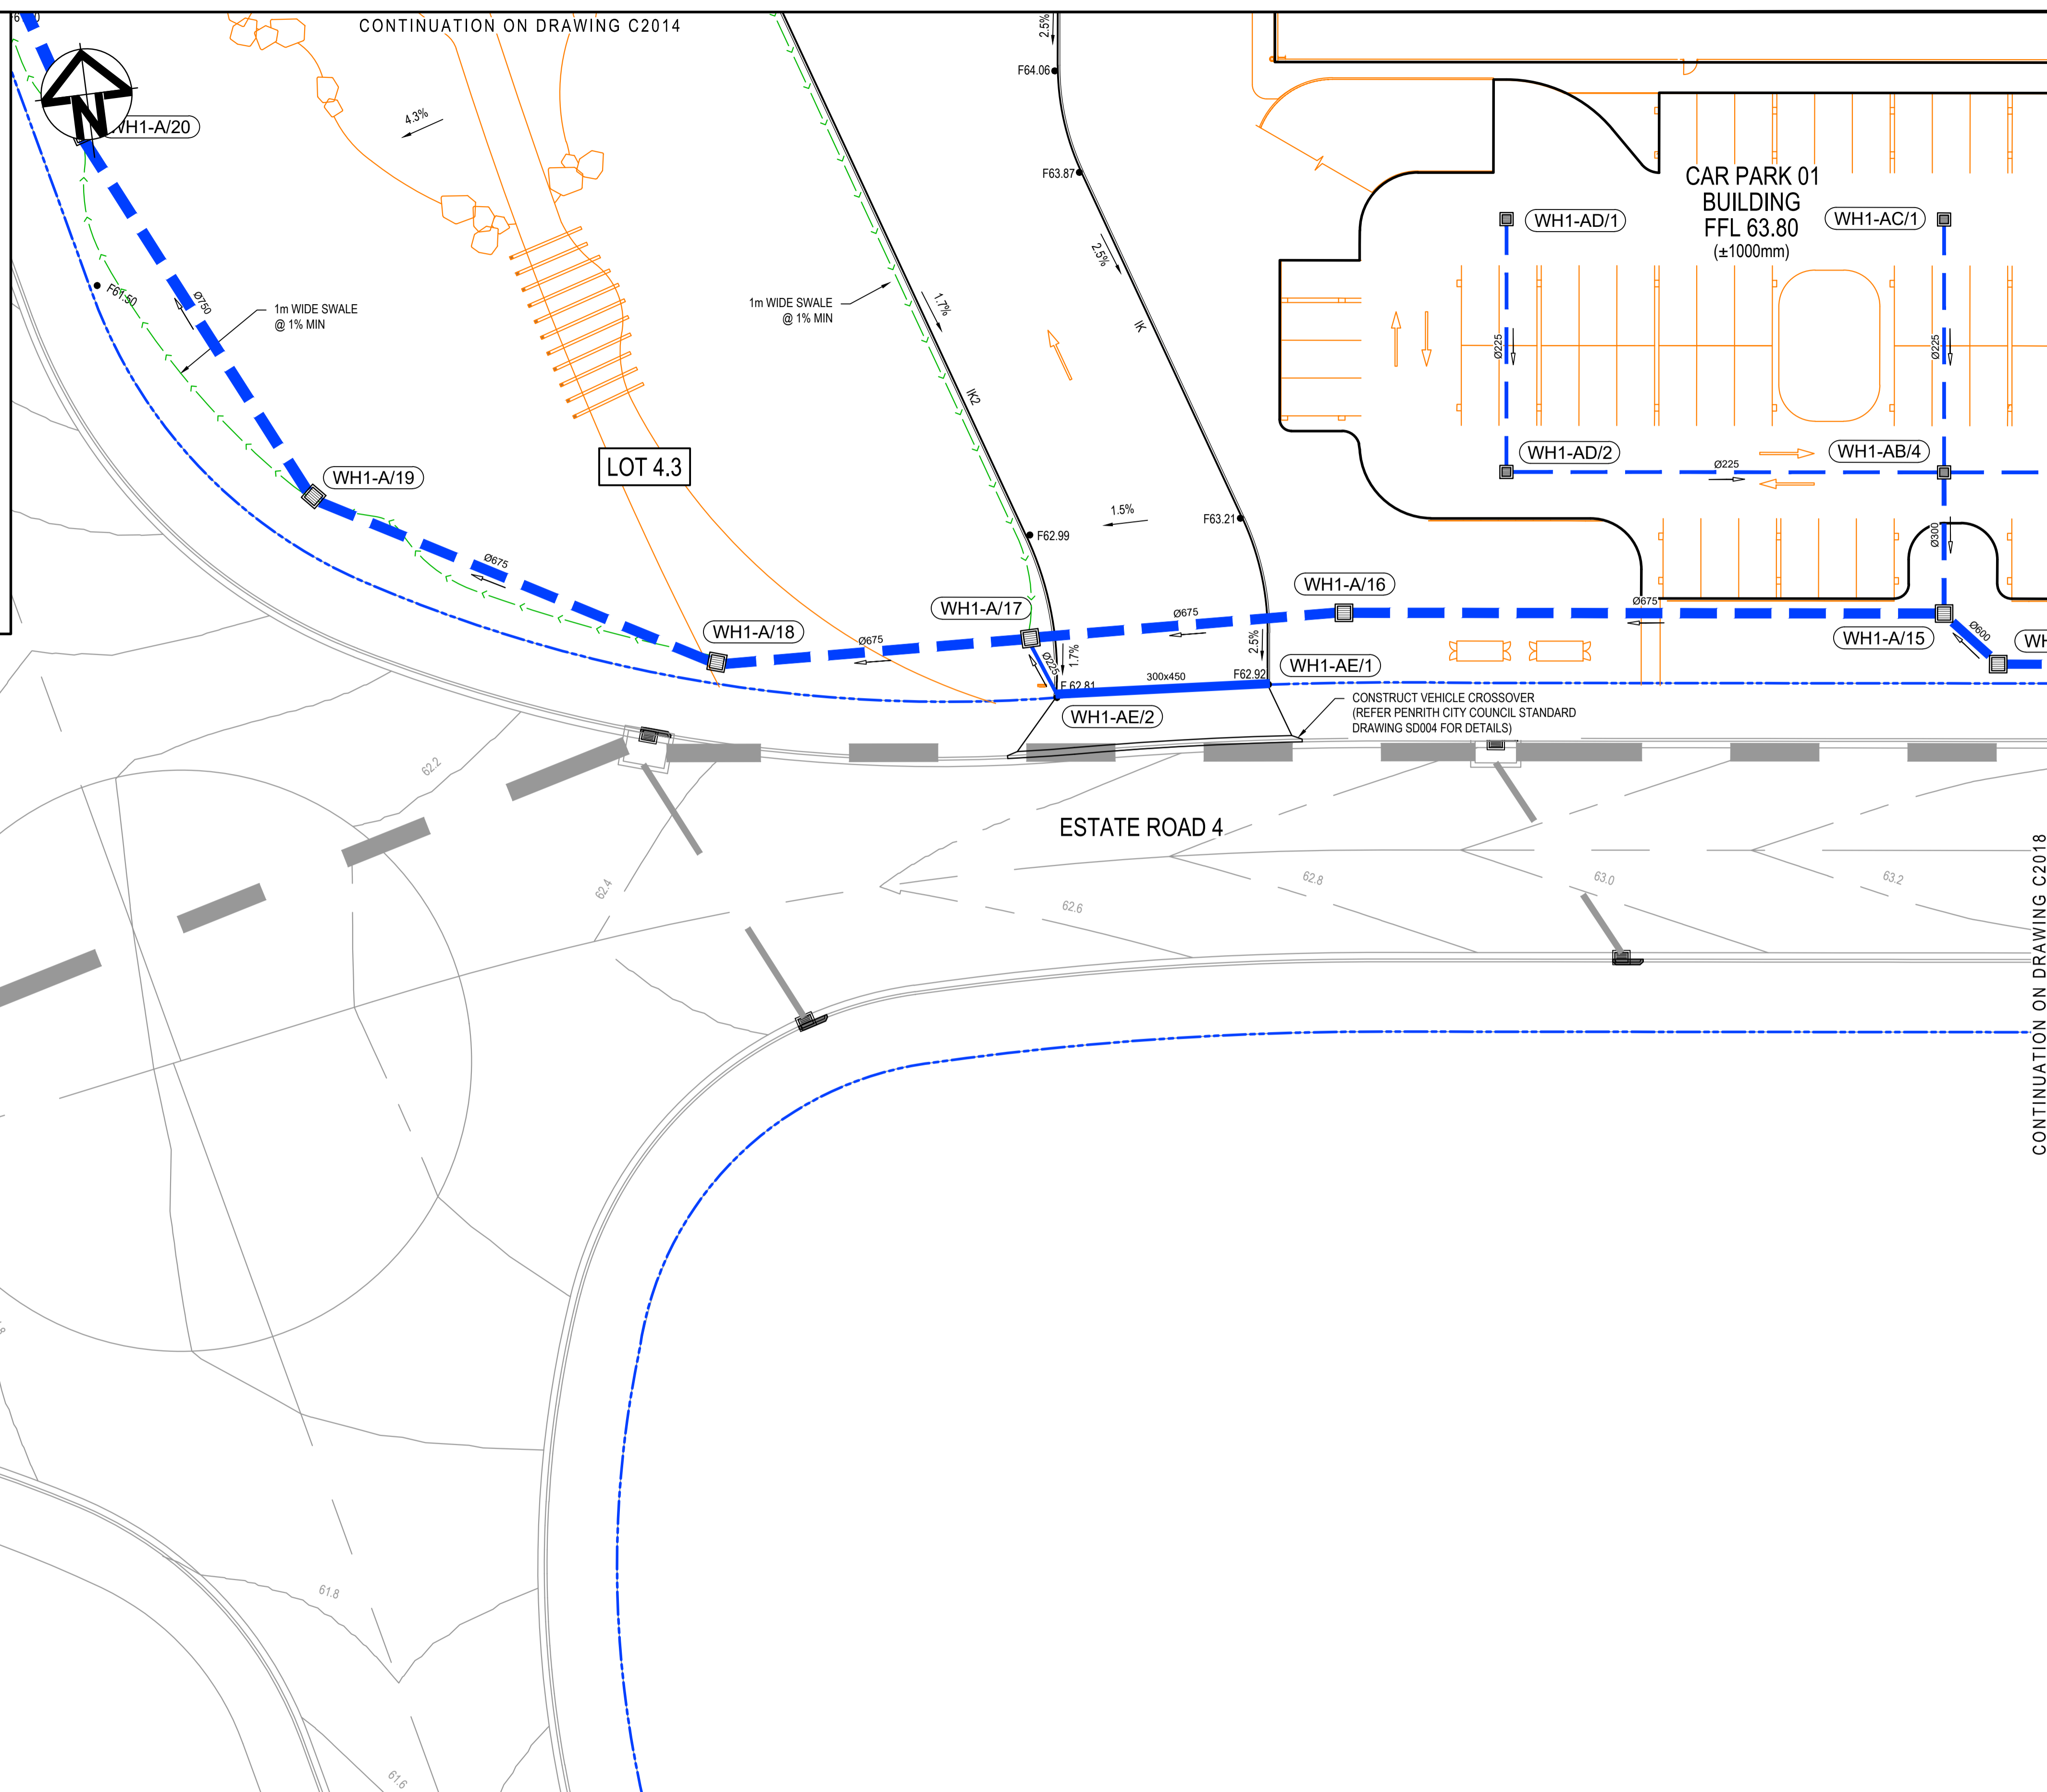 CONTINUATION ON DRAWING C2014
2.5%
F64.06
N
WH1-A/20
4.3%
F63.87
CAR PARK 01
BUILDING
FFL 63.80
(±1000mm)
WH1-AD/1
WH1-AC/1
2.5%
F61.50
Ø750
1m WIDE SWALE
@ 1% MIN
1m WIDE SWALE
@ 1% MIN
1.7%
IK
Ø225
Ø225
IK2
LOT 4.3
WH1-A/19
WH1-AD/2
WH1-AB/4
Ø225
1.5%
F63.21
F62.99
Ø300
Ø675
WH1-A/16
WH1-A/17
Ø675
Ø675
WH1-A/18
Ø675
WH1-A/15
Ø600
WH
Ø225
1.7%
2.5%
WH1-AE/1
300x450
F62.92
F 62.81
WH1-AE/2
CONSTRUCT VEHICLE CROSSOVER
(REFER PENRITH CITY COUNCIL STANDARD
DRAWING SD004 FOR DETAILS)
62.2
ESTATE ROAD 4
62.4
62.6
62.8
63.0
63.2
CONTINUATION ON DRAWING C2018
61.8
61.6